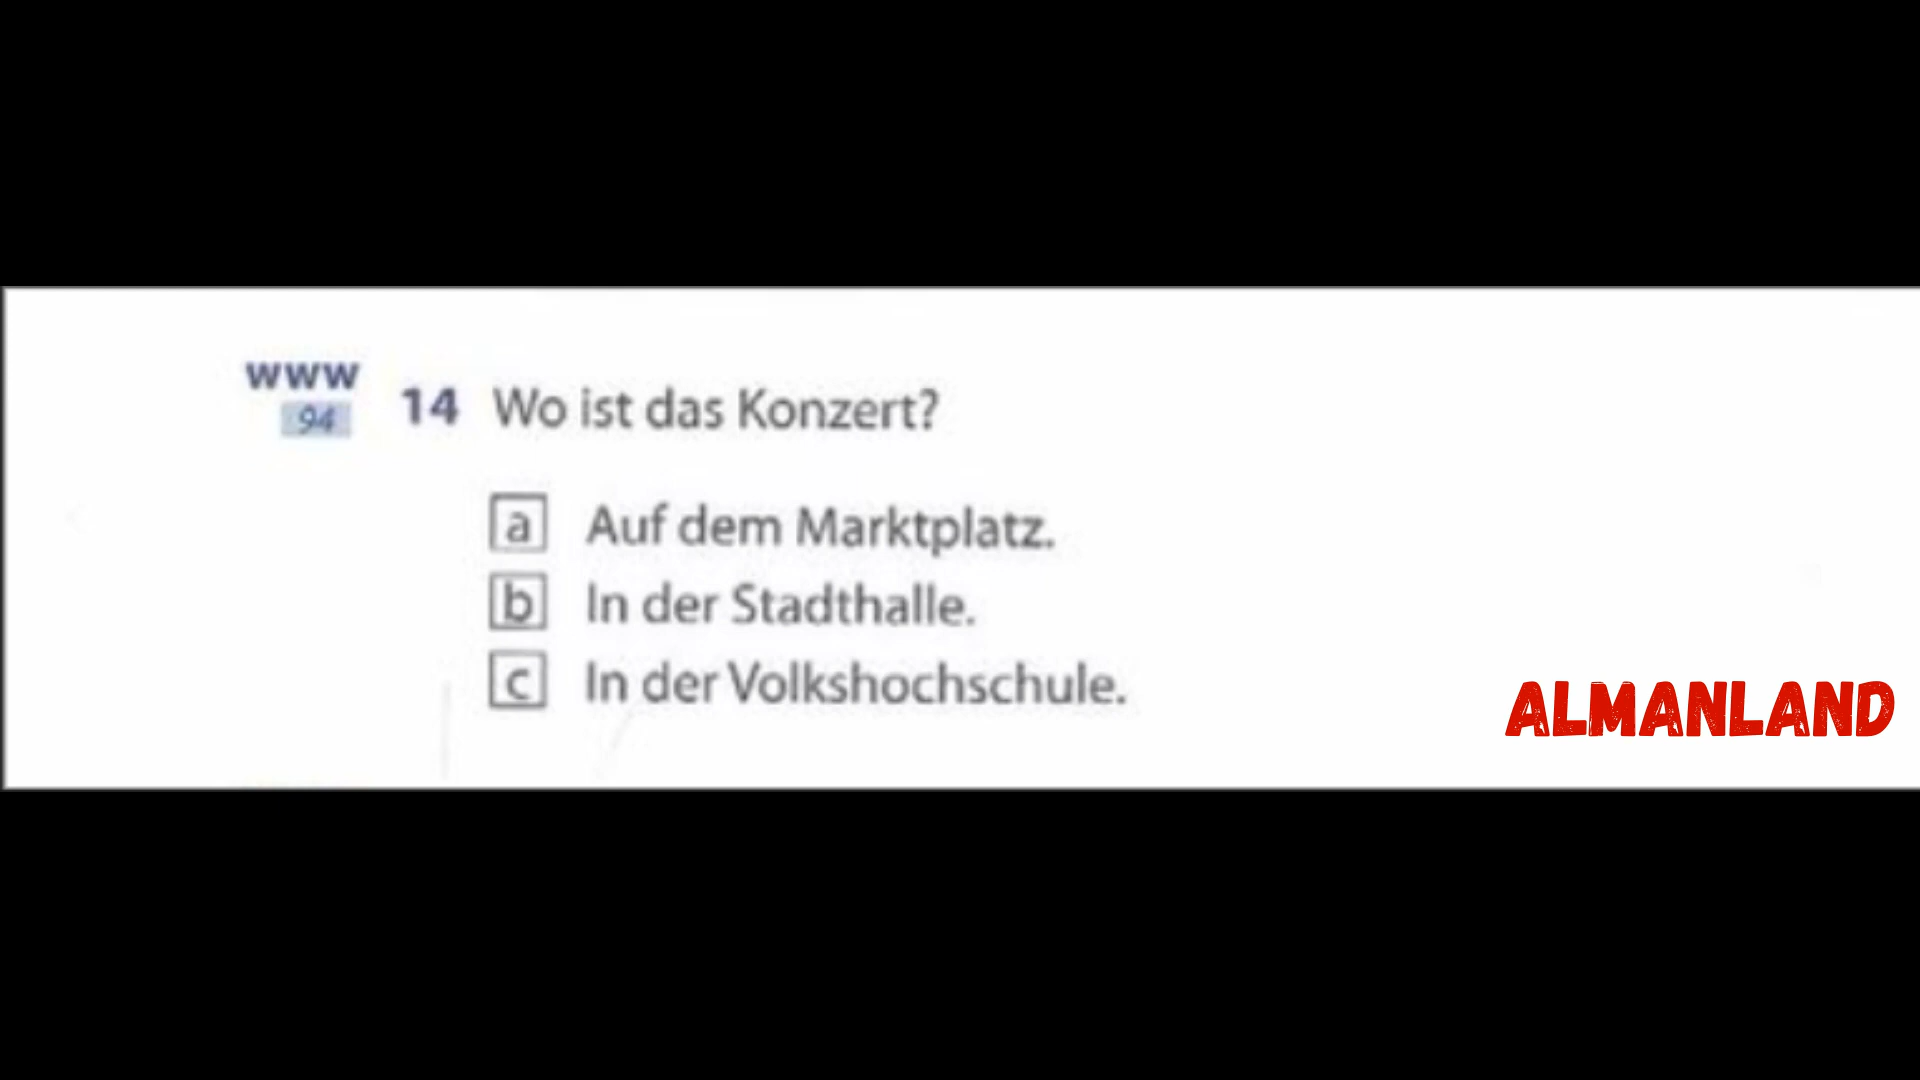 www
94
14 Wo ist das Konzert?
a Auf dem Marktplatz.
b In der Stadthalle.
c In der Volkshochschule.
ALMANLAND